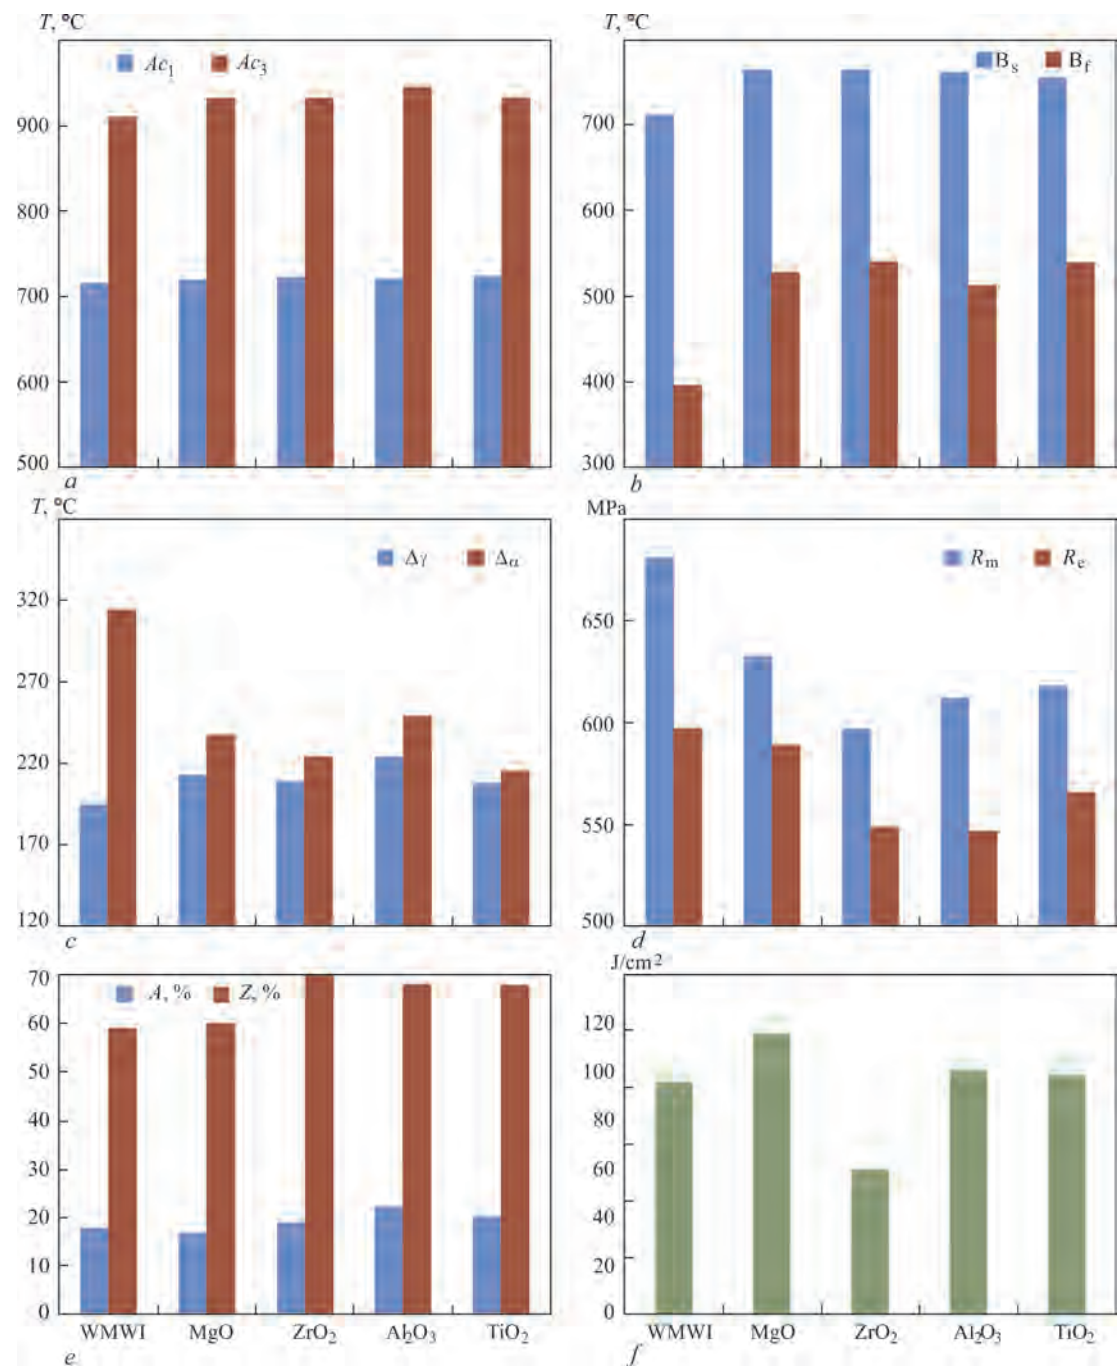 T, °C
Ac1 Ac3
900
800
700
600
500
a
T, °C
Bs Bf
700
600
500
400
300
b
T, °C
Δγ Δα
320
270
220
170
120
c
MPa
Rm Re
650
600
550
500
d
A, % Z, %
70
60
50
40
30
20
10
0
WMWI MgO ZrO2 Al2O3 TiO2
e
J/cm2
120
100
80
60
40
20
0
WMWI MgO ZrO2 Al2O3 TiO2
f